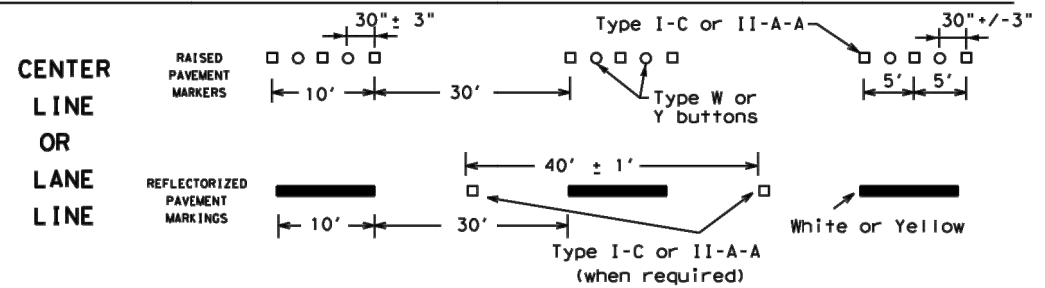 30"± 3"
Type I-C or II-A-A
30"+/-3"
CENTER
LINE
OR
LANE
LINE
RAISED
PAVEMENT
MARKERS
10'
30'
Type W or
Y buttons
5'
5'
40' ± 1'
REFLECTORIZED
PAVEMENT
MARKINGS
10'
30'
Type I-C or II-A-A
(when required)
White or Yellow